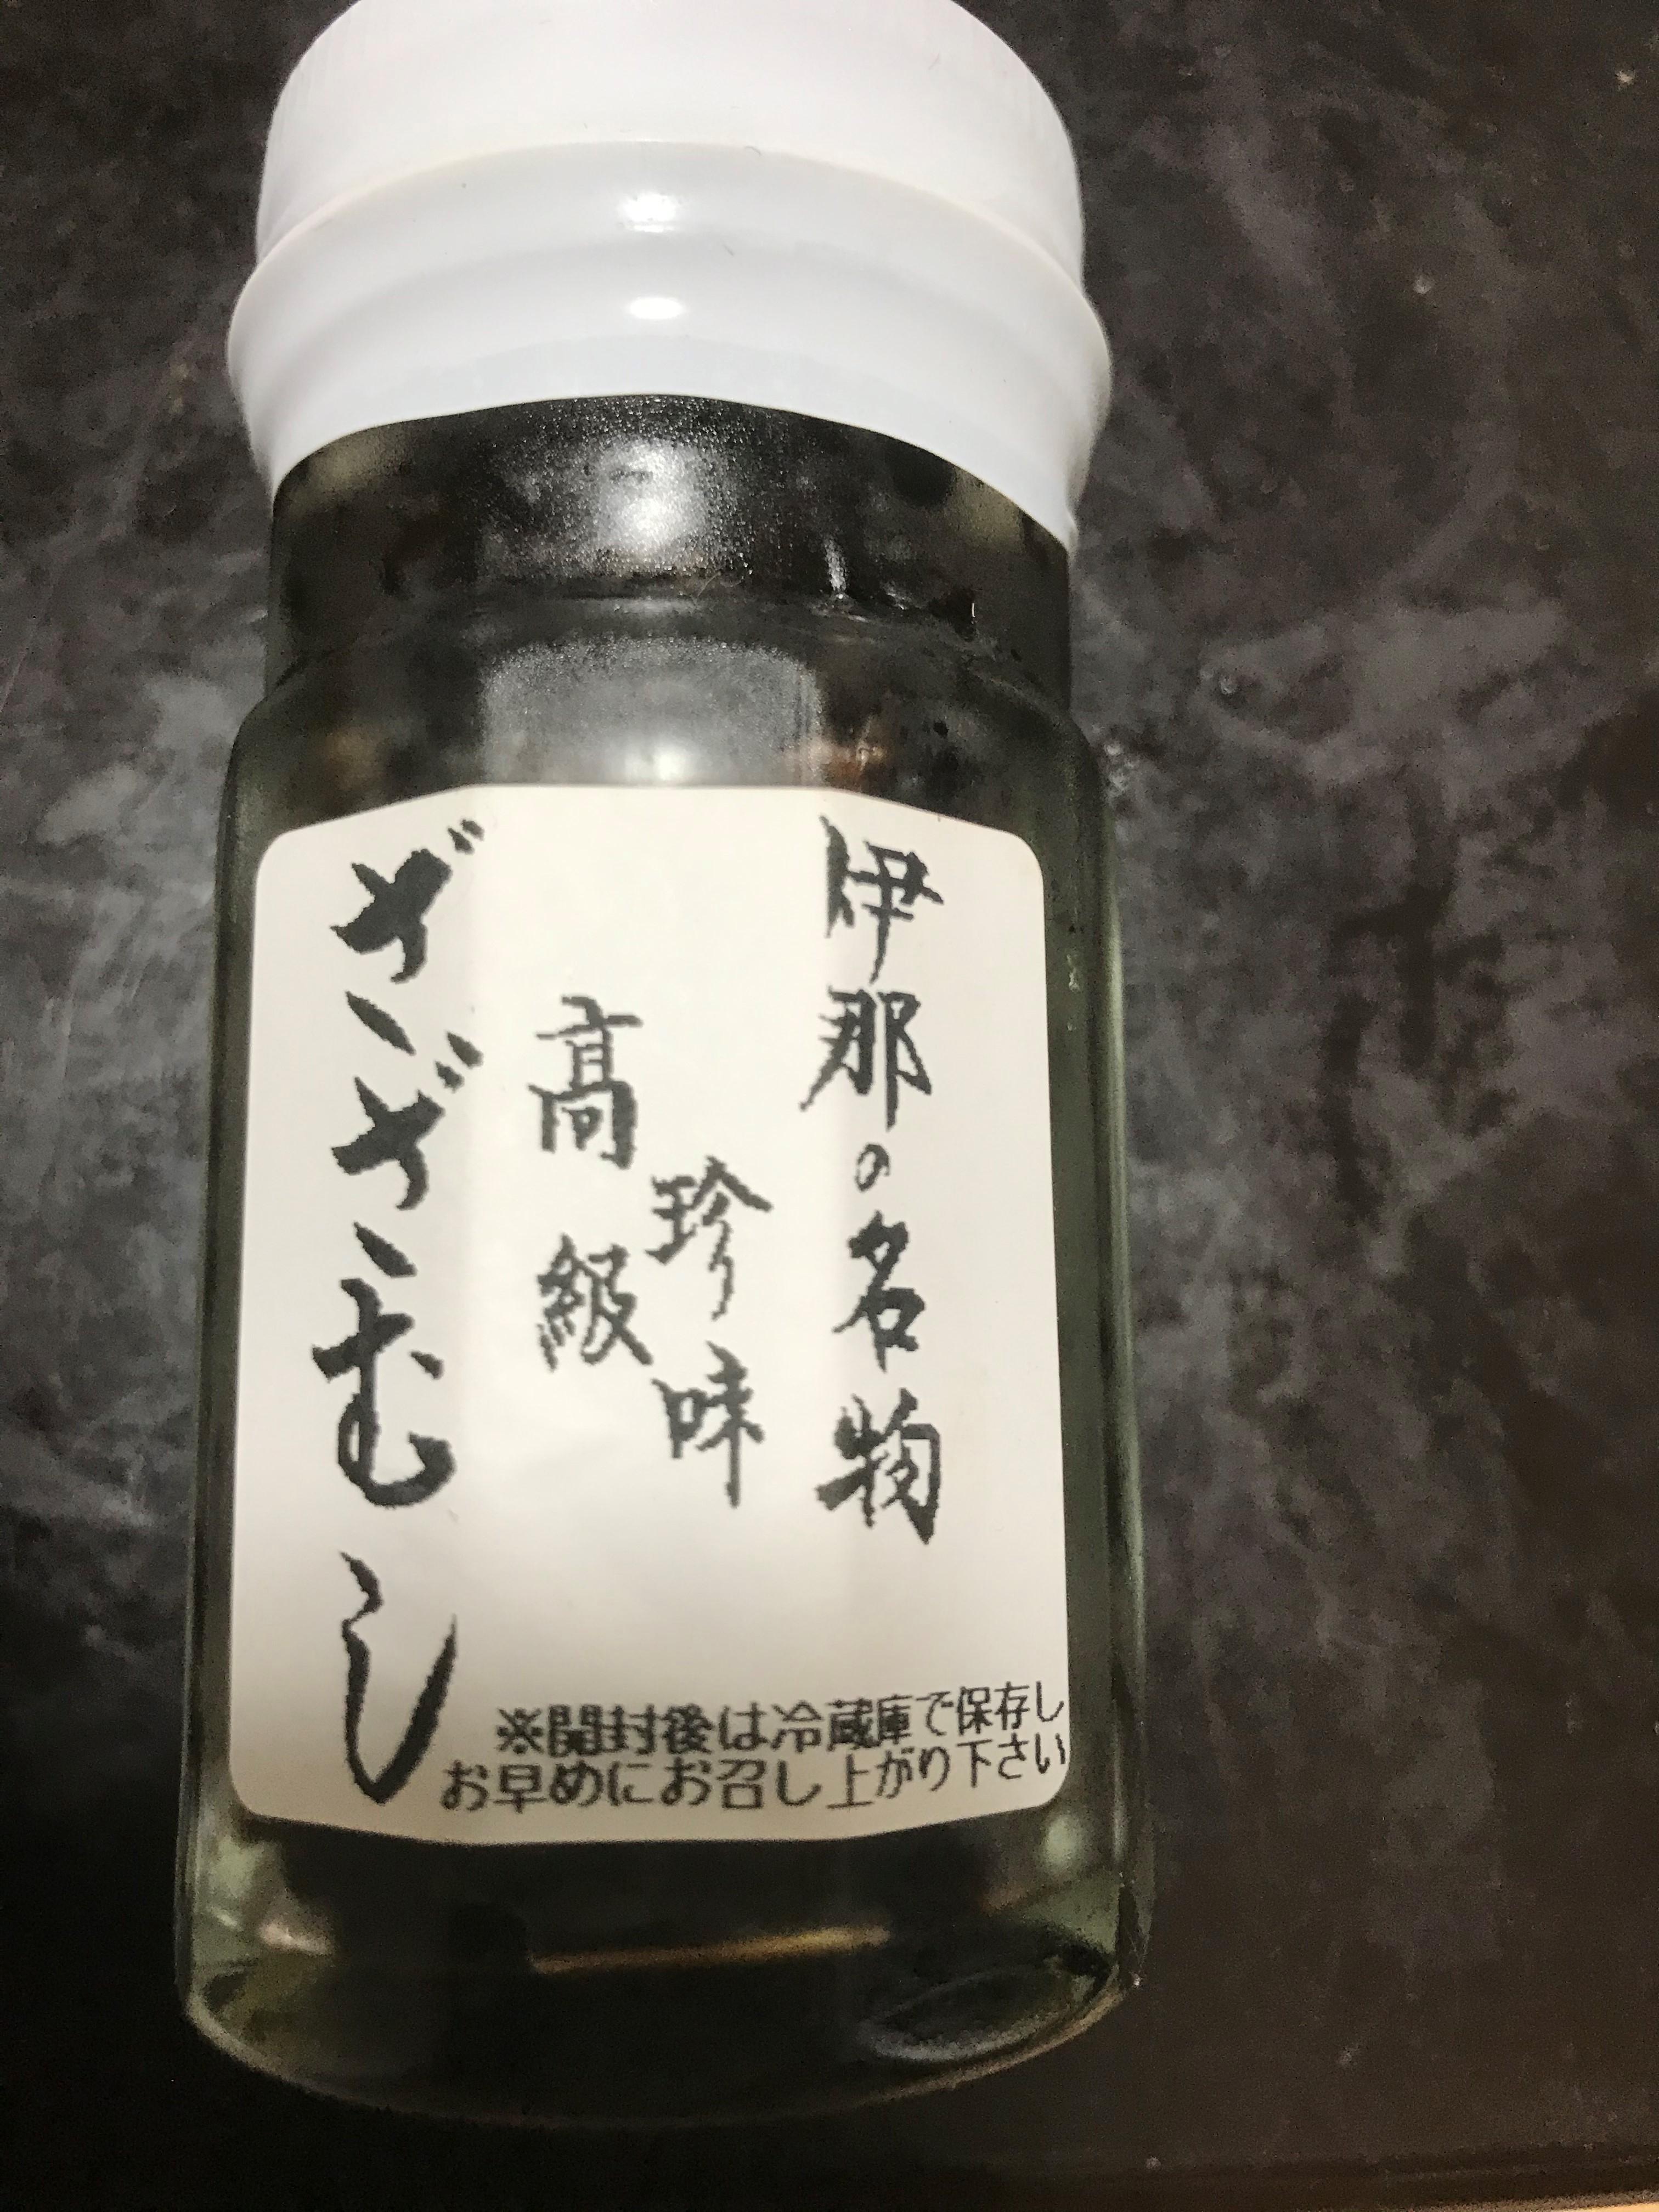 伊那の名物
珍味
高級
ざざむし
※開封後は冷蔵庫で保存し
お早めにお召し上がり下さい